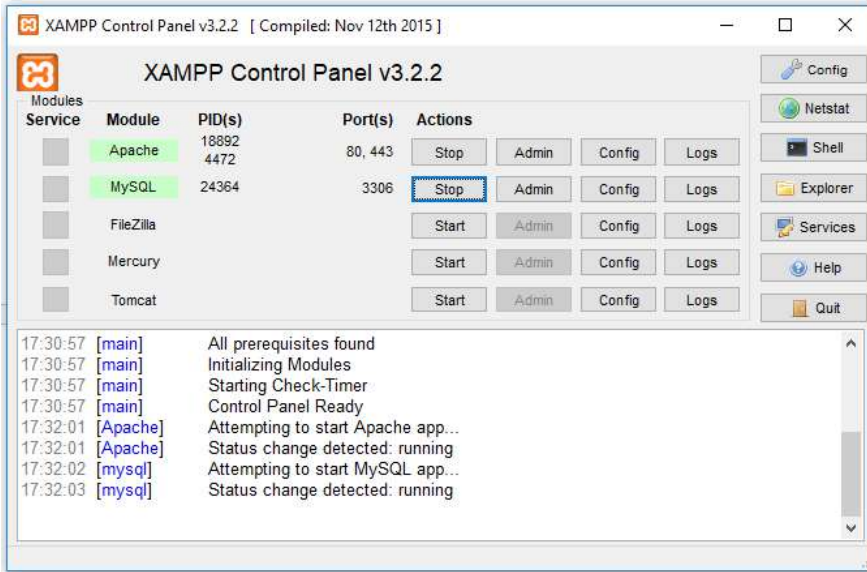 XAMPP Control Panel v3.2.2 [ Compiled: Nov 12th 2015 ]
XAMPP Control Panel v3.2.2
Config
Modules
Service Module PID(s) Port(s) Actions
Netstat
Apache 18892 4472 80, 443 Stop Admin Config Logs
Shell
MySQL 24364 3306 Stop Admin Config Logs
Explorer
FileZilla Start Admin Config Logs
Services
Mercury Start Admin Config Logs
Help
Tomcat Start Admin Config Logs
Quit
17:30:57 [main] All prerequisites found
17:30:57 [main] Initializing Modules
17:30:57 [main] Starting Check-Timer
17:30:57 [main] Control Panel Ready
17:32:01 [Apache] Attempting to start Apache app...
17:32:01 [Apache] Status change detected: running
17:32:02 [mysql] Attempting to start MySQL app...
17:32:03 [mysql] Status change detected: running